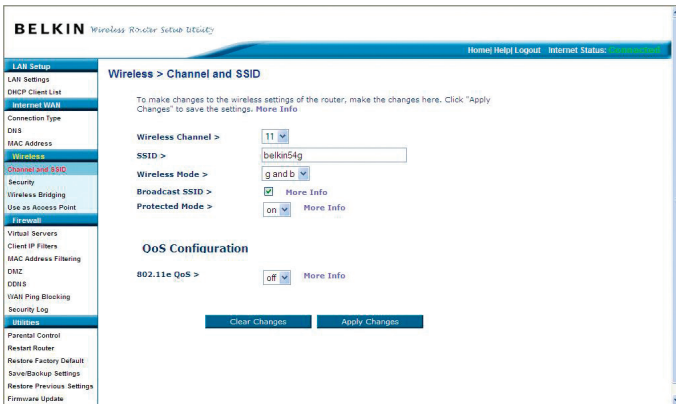 BELKIN Wireless Router Setup Utility
Home| Help| Logout Internet Status: Connected
LAN Setup
LAN Settings
DHCP Client List
Internet WAN
Connection Type
DNS
MAC Address
Wireless
Channel and SSID
Security
Wireless Bridging
Use as Access Point
Firewall
Virtual Servers
Client IP Filters
MAC Address Filtering
DMZ
DDNS
WAN Ping Blocking
Security Log
Utilities
Parental Control
Restart Router
Restore Factory Default
Save/Backup Settings
Restore Previous Settings
Firmware Update
Wireless > Channel and SSID
To make changes to the wireless settings of the router, make the changes here. Click "Apply
Changes" to save the settings. More Info
Wireless Channel > 11
SSID > belkin54g
Wireless Mode > g and b
Broadcast SSID > More Info
Protected Mode > on More Info
QoS Configuration
802.11e QoS > off More Info
Clear Changes Apply Changes